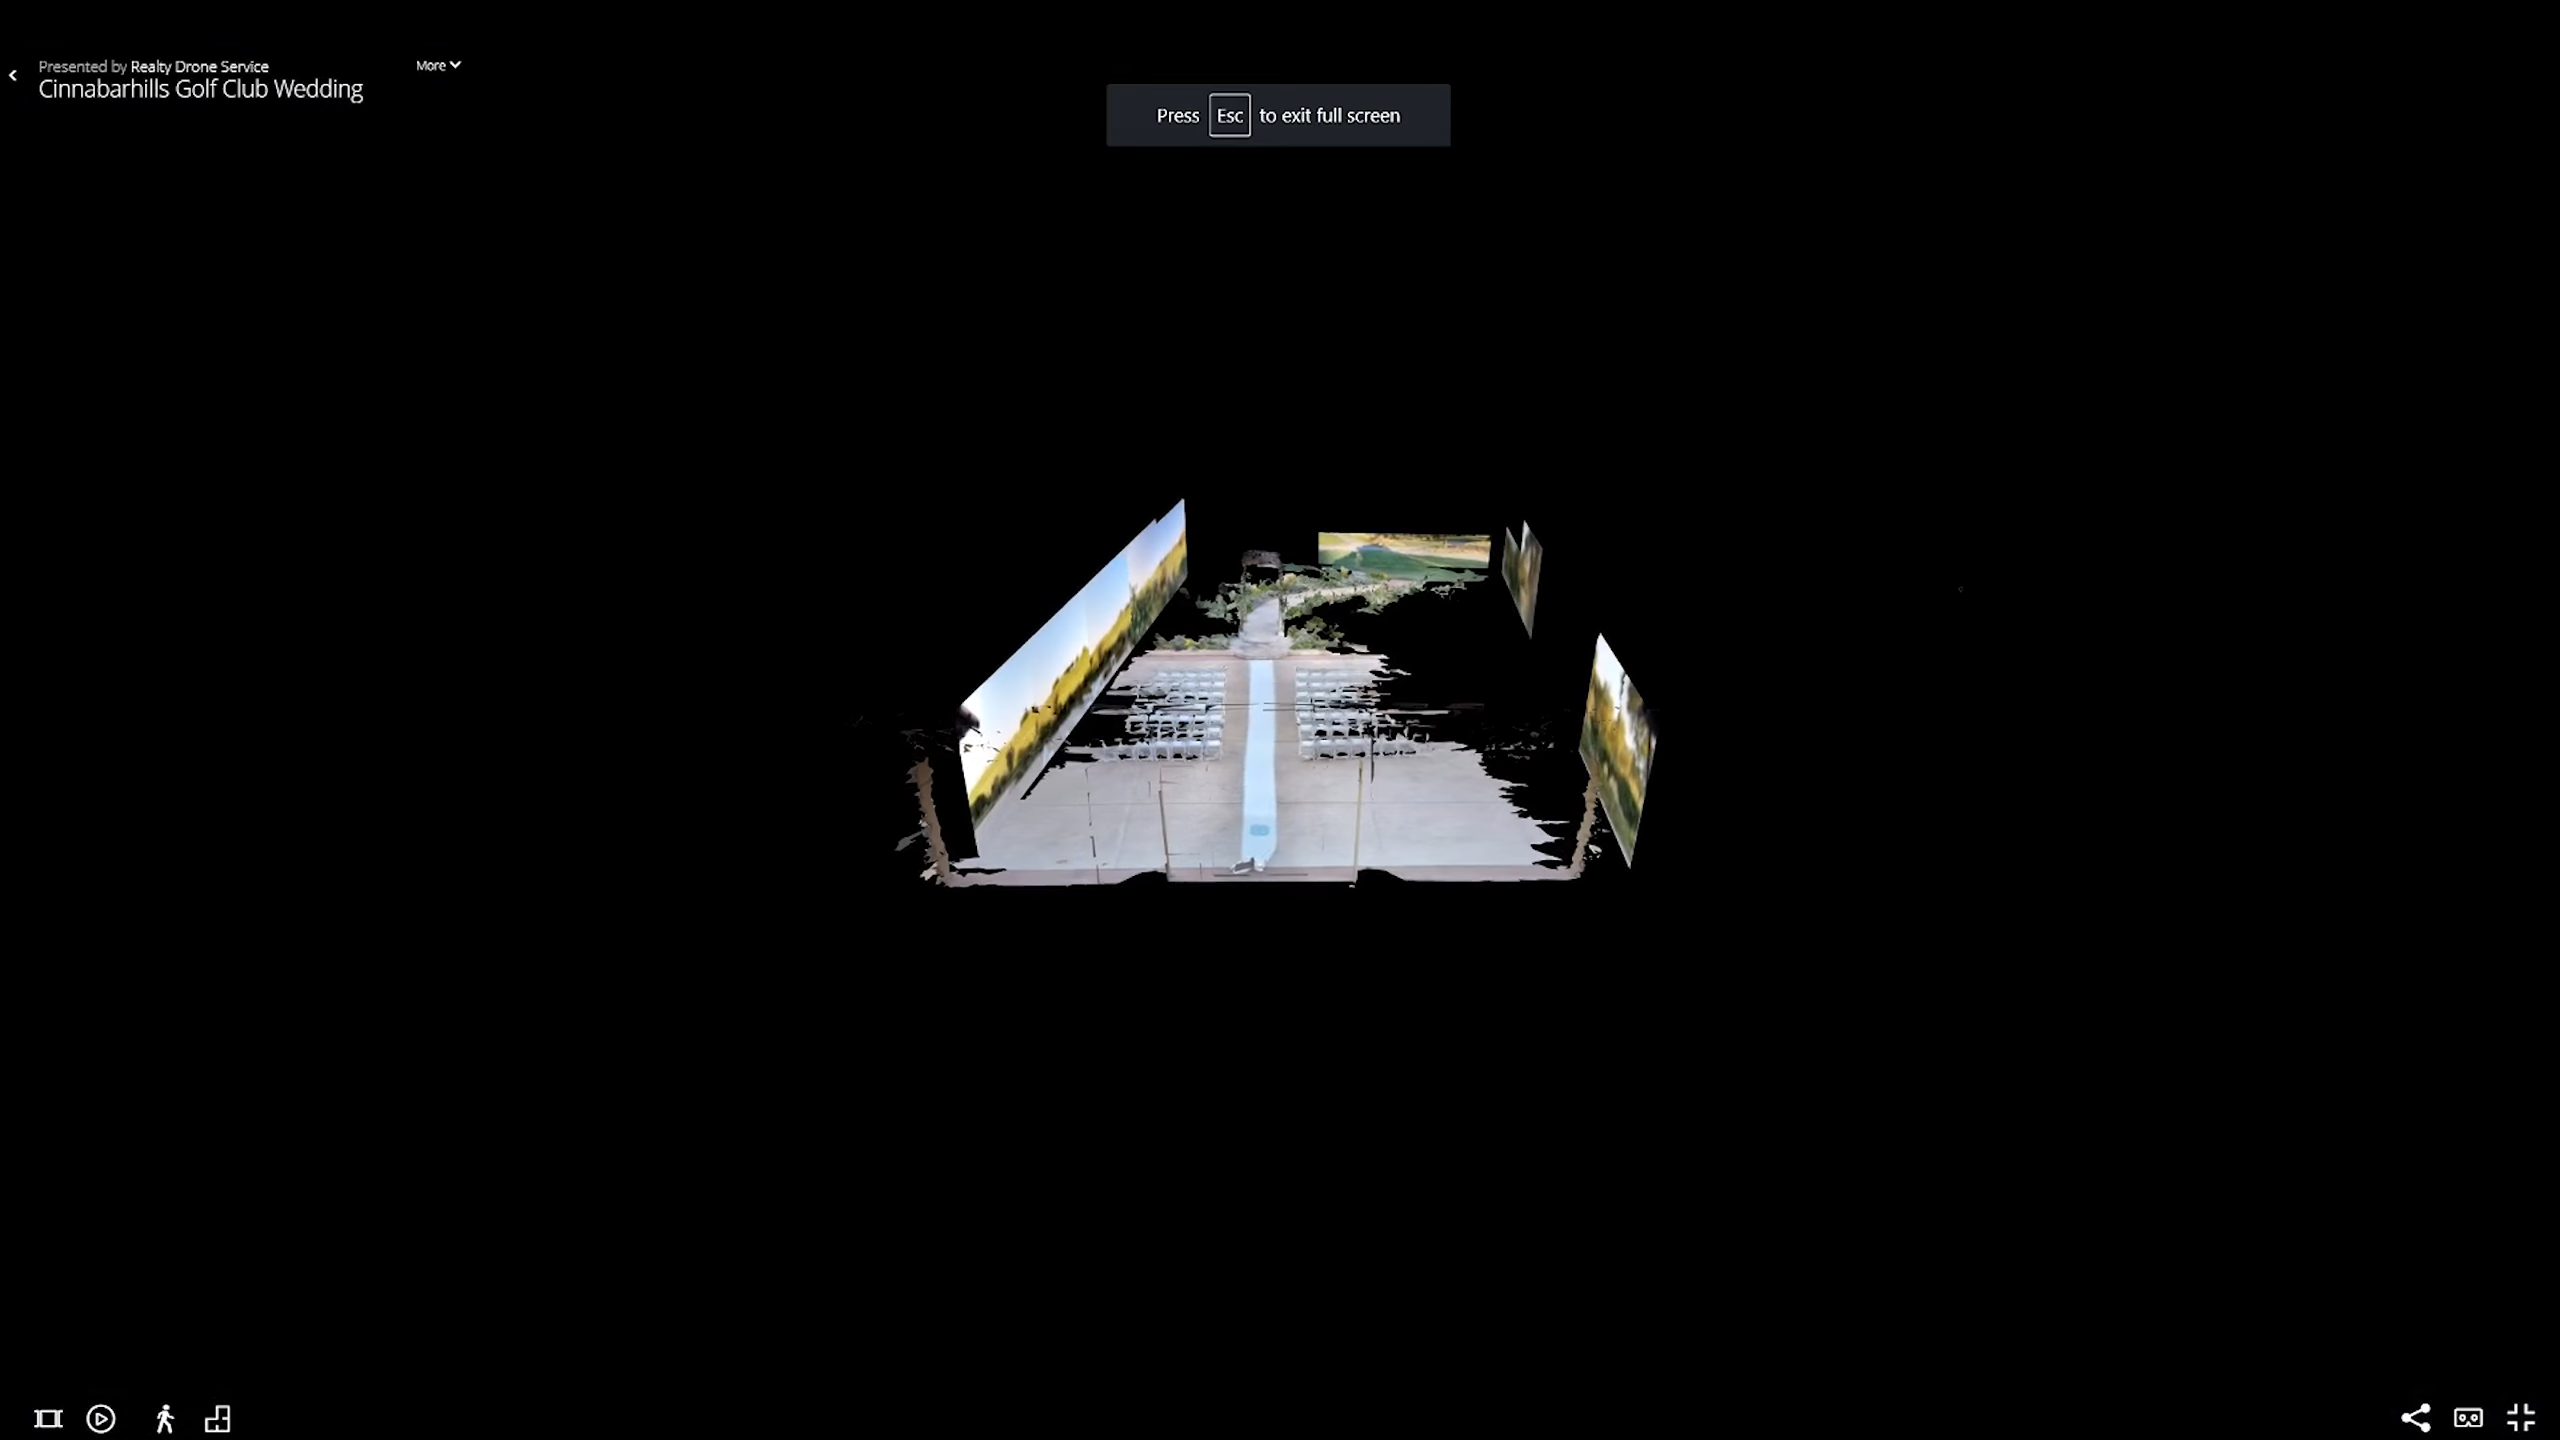 Presented by Realty Drone Service
Cinnabarhills Golf Club Wedding
More
Press Esc to exit full screen